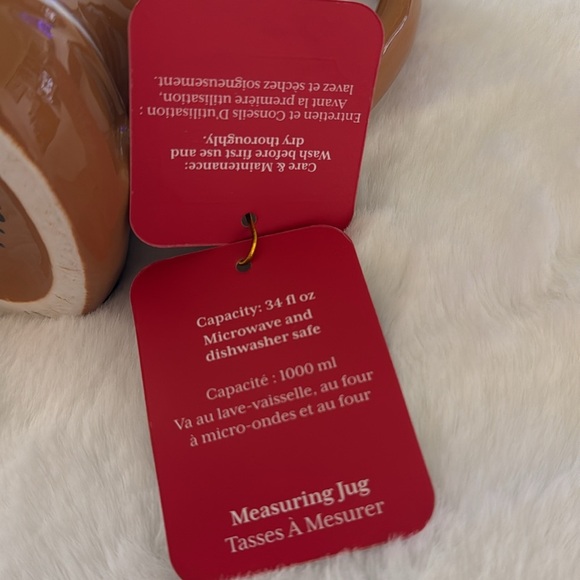 Care & Maintenance:
Wash before first use and
dry thoroughly.
Entretien et Conseils D'utilisation :
Avant la première utilisation,
lavez et séchez soigneusement.
Capacity: 34 fl oz
Microwave and
dishwasher safe
Capacité : 1000 ml
Va au lave-vaisselle, au four
à micro-ondes et au four
Measuring Jug
Tasses À Mesurer